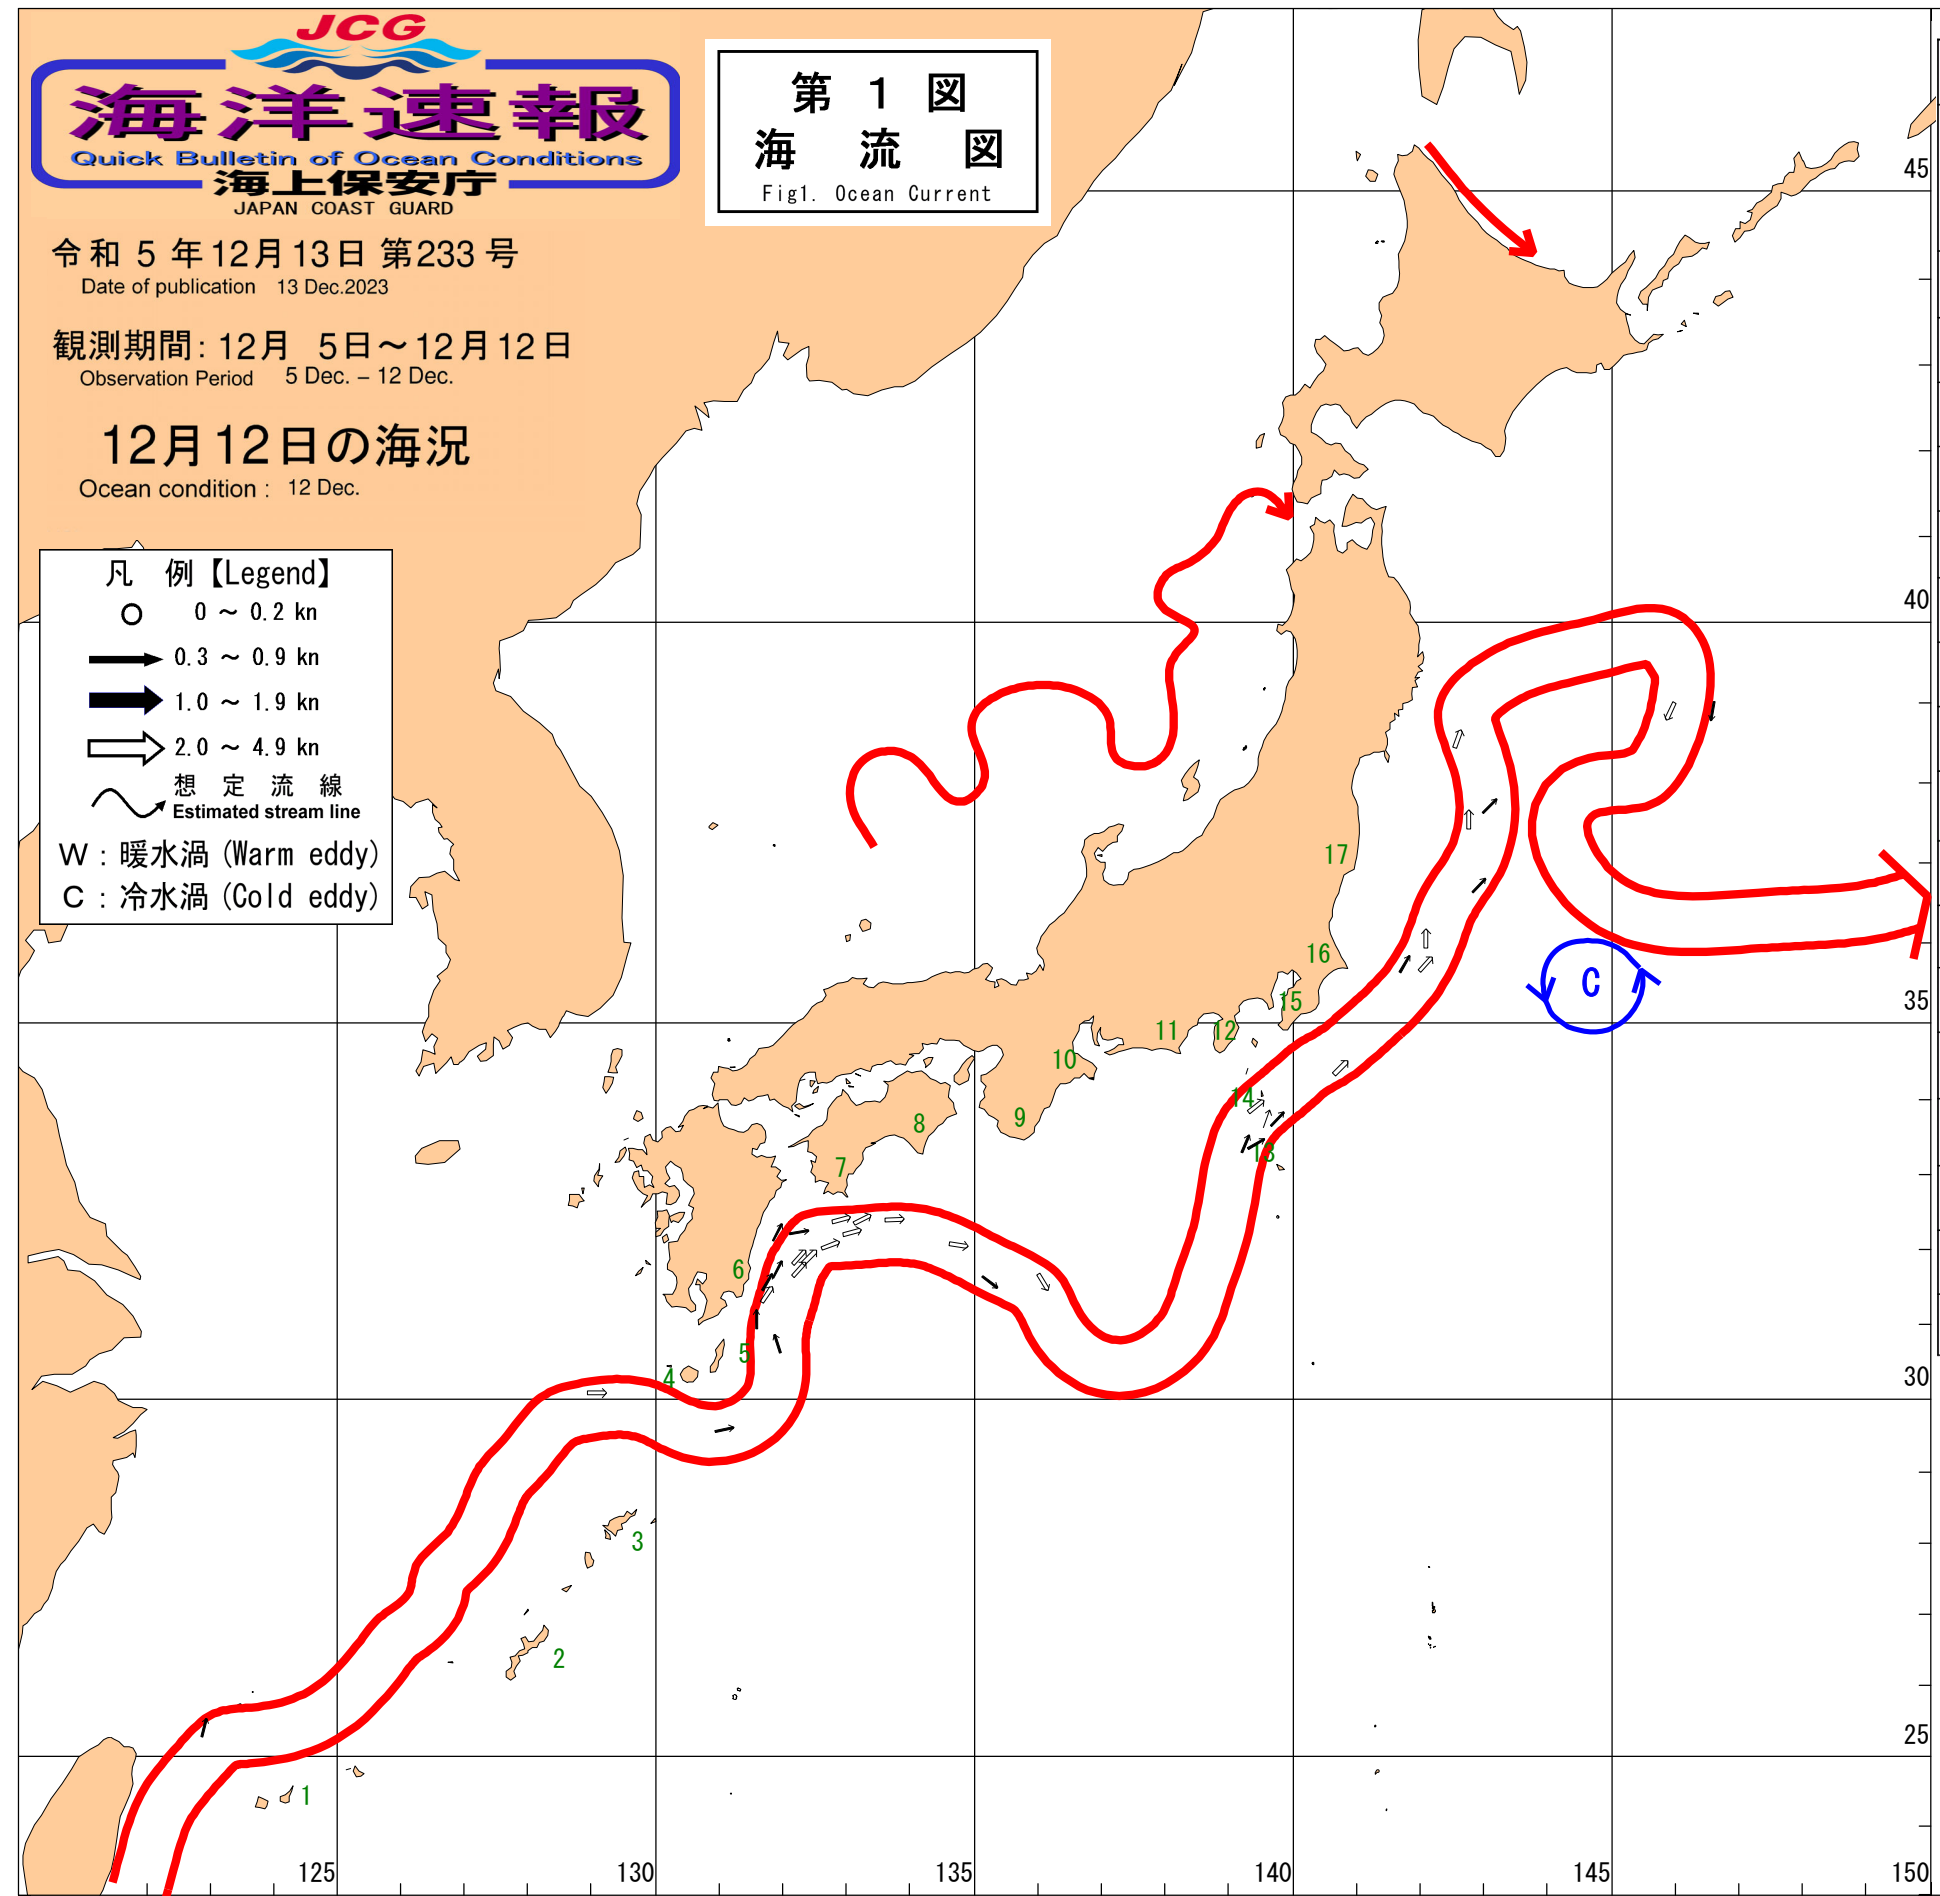 JCG
海洋速報
Quick Bulletin of Ocean Conditions
海上保安庁
JAPAN COAST GUARD
第 1 図
海 流 図
Fig1. Ocean Current
令和 5 年12月13日 第233 号
Date of publication 13 Dec.2023
観測期間: 12月 5日～12月12日
Observation Period 5 Dec. – 12 Dec.
12月12日の海況
Ocean condition : 12 Dec.
凡 例【Legend】
0 ～ 0.2 kn
0.3 ～ 0.9 kn
1.0 ～ 1.9 kn
2.0 ～ 4.9 kn
想 定 流 線
Estimated stream line
W : 暖水渦 (Warm eddy)
C : 冷水渦 (Cold eddy)
45
40
17
16
C
35
15
12
11
10
14
9
8
13
7
6
5
4
30
3
2
25
1
125
130
135
140
145
150